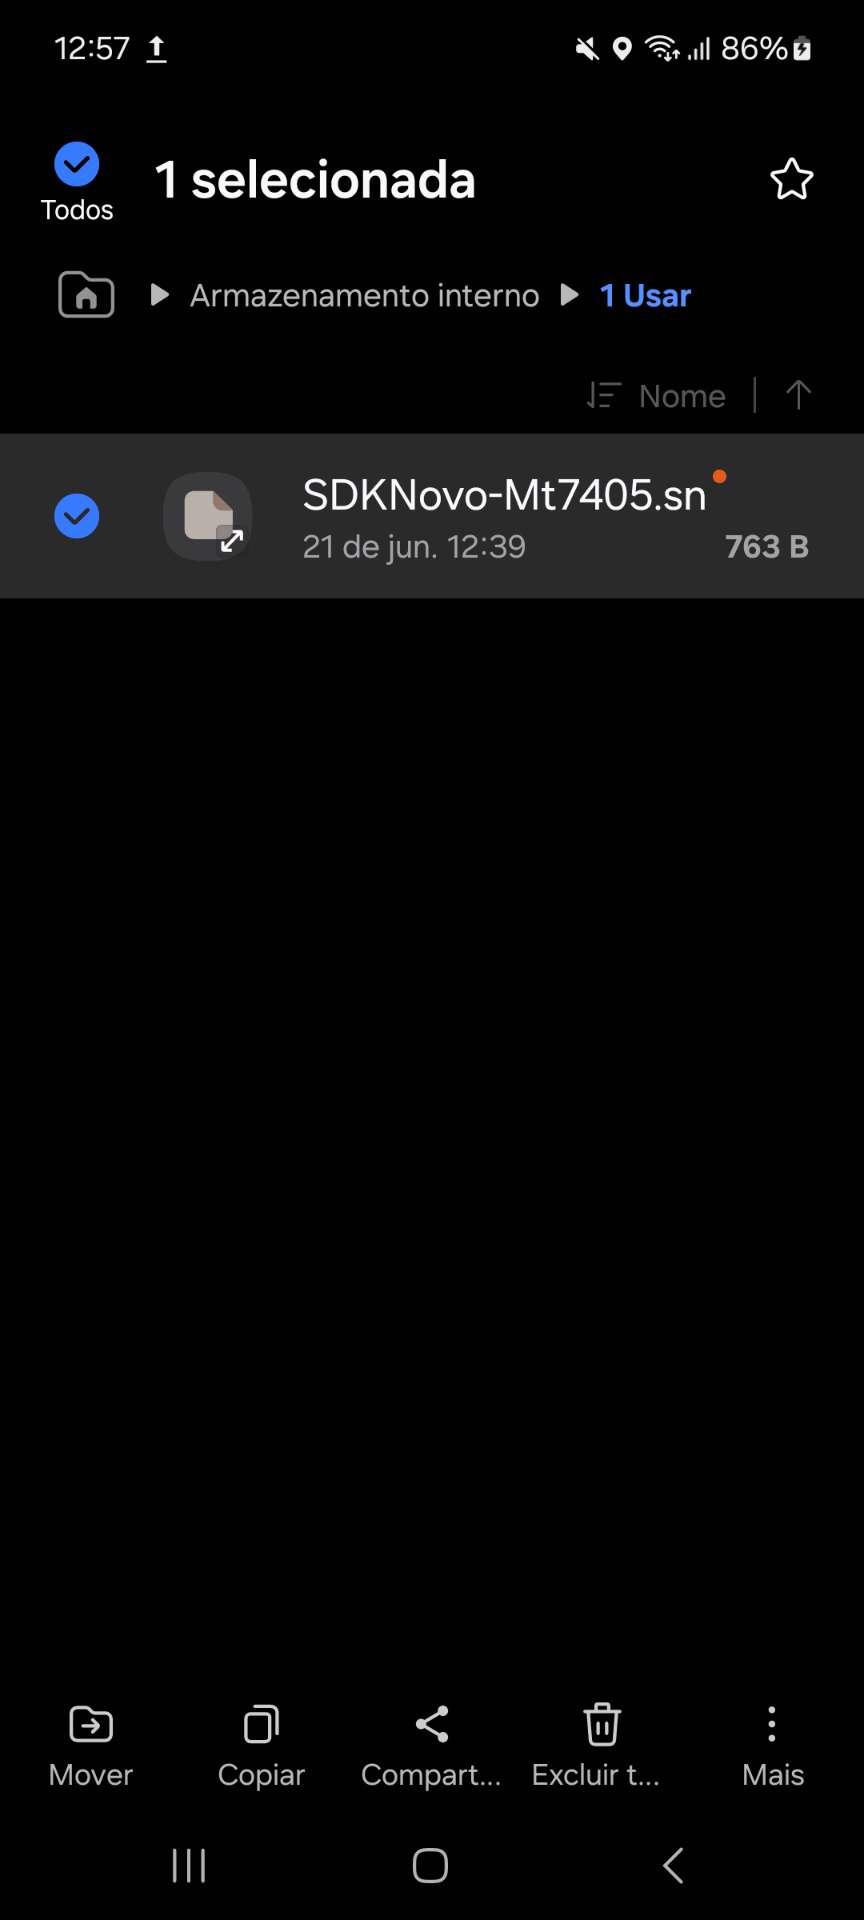 12:57 86%
1 selecionada
Todos
Armazenamento interno 1 Usar
Nome
SDKNovo-Mt7405.sn
21 de jun. 12:39 763 B
Mover Copiar Compart... Excluir t... Mais